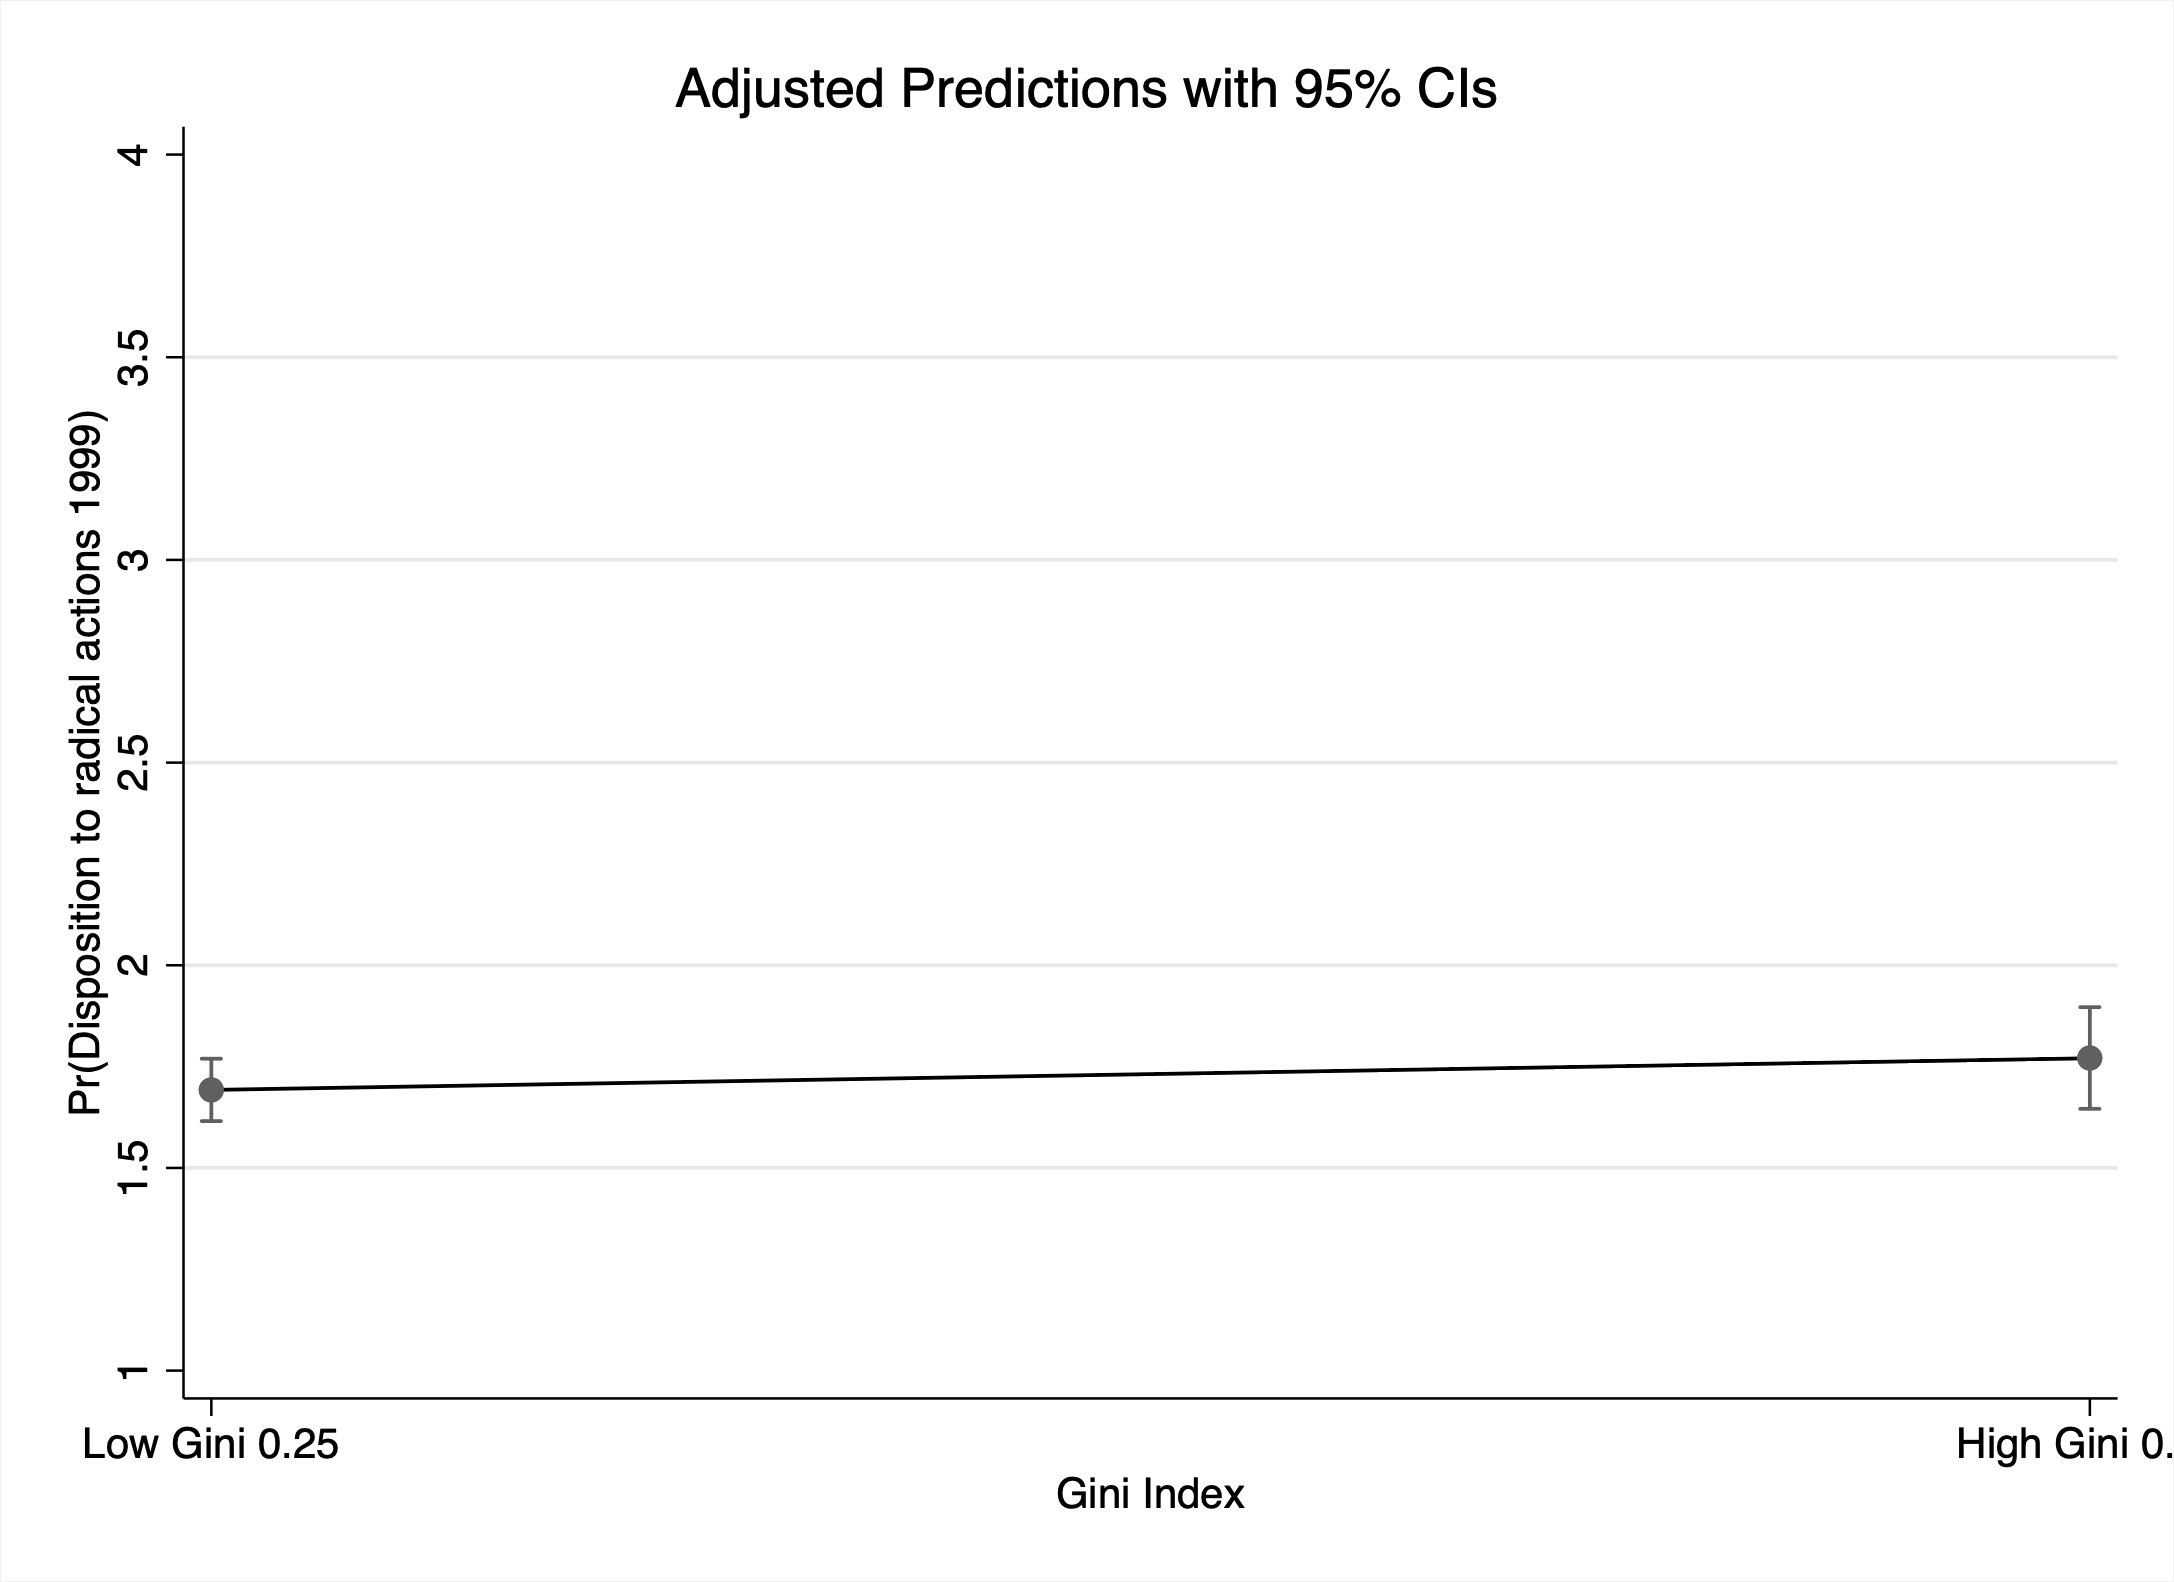 Adjusted Predictions with 95% CIs
Pr(Disposition to radical actions 1999)
4
3.5
3
2.5
2
1.5
1
Low Gini 0.25
High Gini 0.
Gini Index